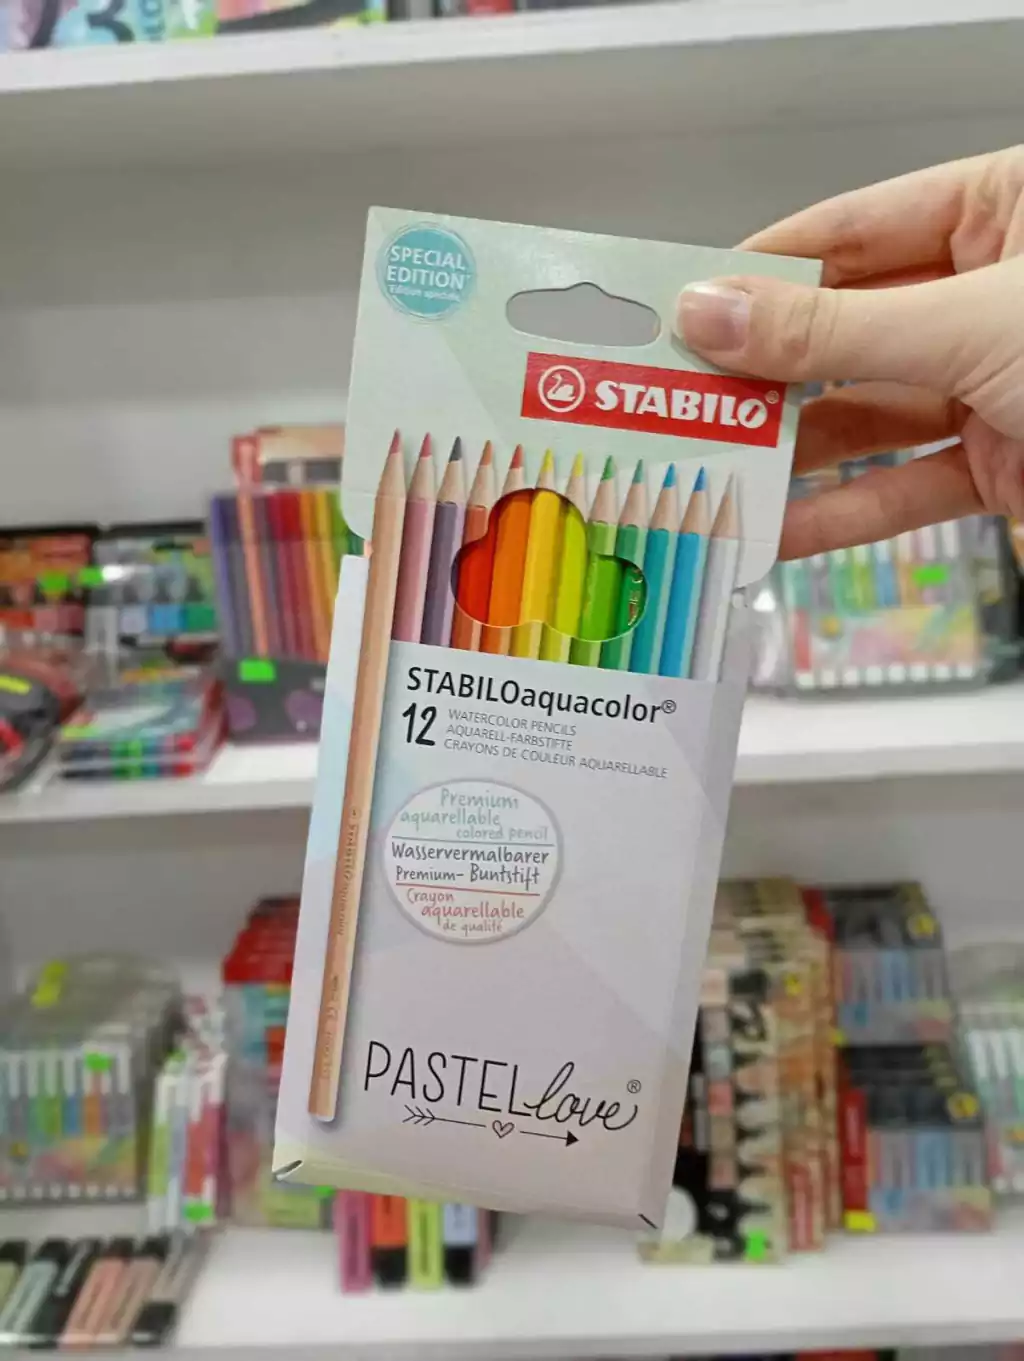 SPECIAL
EDITION
Édition spéciale
STABILO®
STABILOaquacolor®
12
WATERCOLOR PENCILS
AQUARELL-FARBSTIFTE
CRAYONS DE COULEUR AQUARELLABLE
Premium
aquarellable
colored pencil
Wasservermalbarer
Premium- Buntstift
Crayon
aquarellable
de qualité
PASTELlove®
STABILOaquacolor